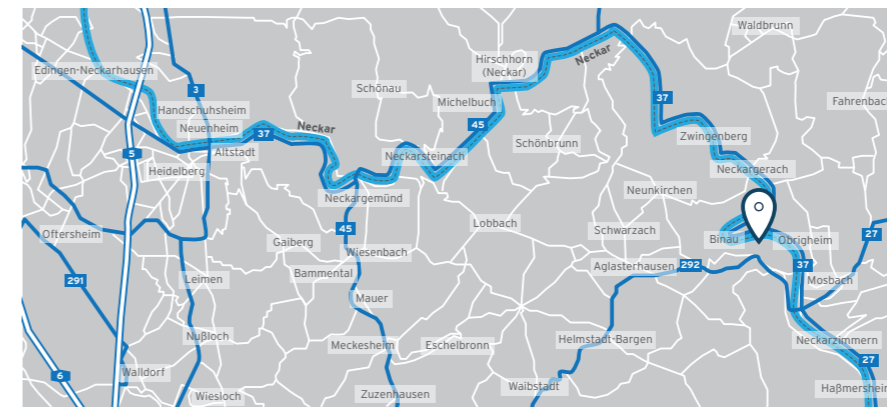 Waldbrunn
Hirschhorn
(Neckar)
Neckar
Edingen-Neckarhausen
3
Schönau
37
Fahrenbach
Handschuhsheim
Michelbuch
Neuenheim
Neckar
45
37
Altstadt
Schönbrunn
Zwingenberg
5
Neckarsteinach
Heidelberg
Neckargerach
Neckargemünd
Neunkirchen
Lobbach
45
Schwarzach
Oftersheim
Gaiberg
Binau
Obrigheim
27
Wiesenbach
Bammental
Aglasterhausen
292
37
291
Leimen
Mosbach
Mauer
Nußloch
Meckesheim
Eschelbronn
Helmstadt-Bargen
Neckarzimmern
27
6
Walldorf
Waibstadt
Haßmersheim
Wiesloch
Zuzenhausen